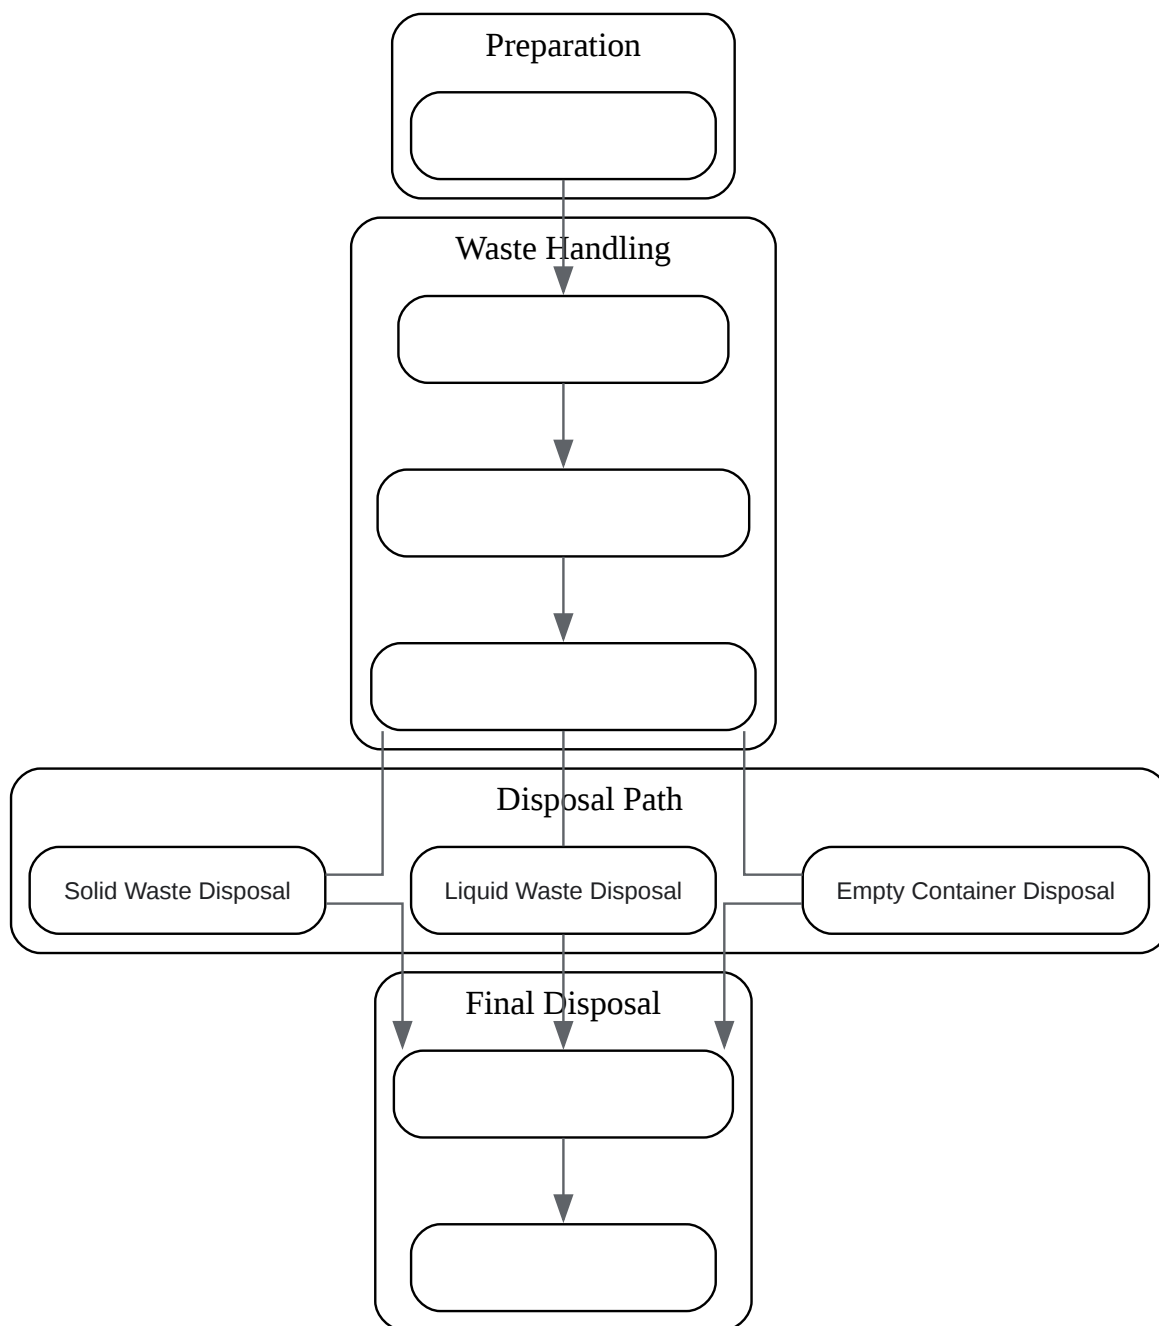 Preparation
Waste Handling
Disposal Path
Solid Waste Disposal
Liquid Waste Disposal
Empty Container Disposal
Final Disposal